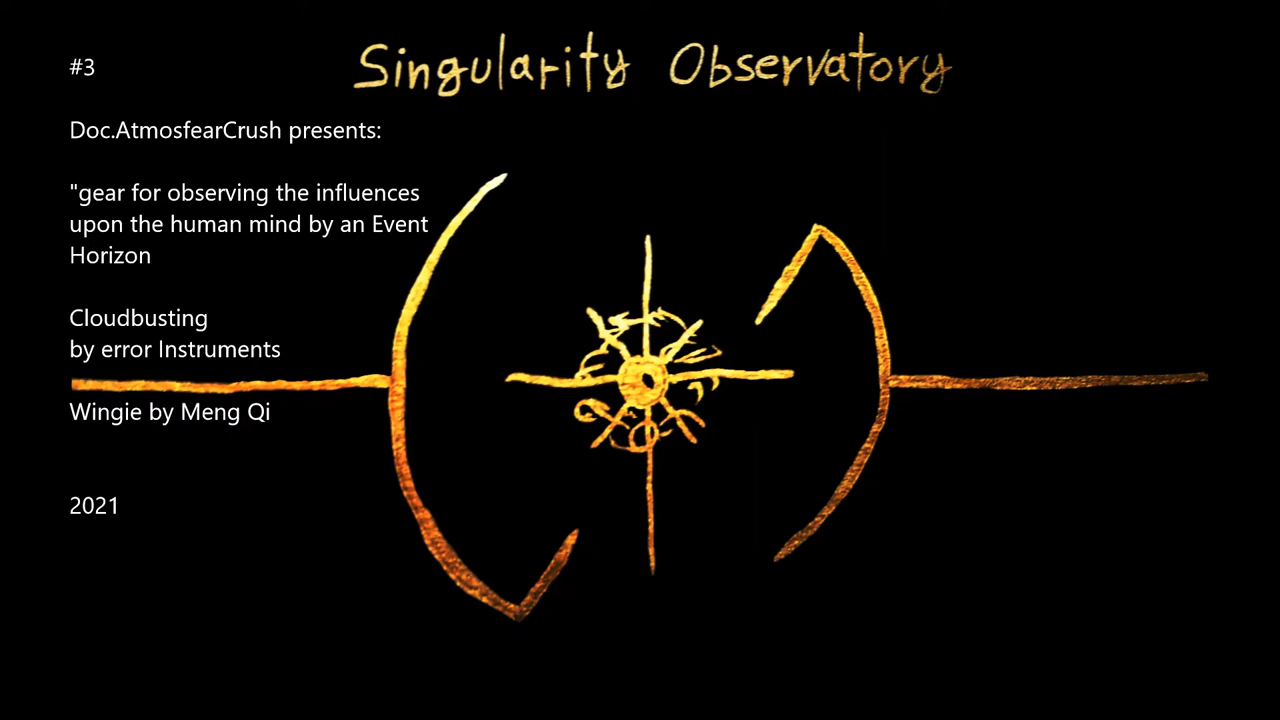 Singularity Observatory
#3
Doc.AtmosfearCrush presents:
"gear for observing the influences
upon the human mind by an Event
Horizon
Cloudbusting
by error Instruments
Wingie by Meng Qi
2021